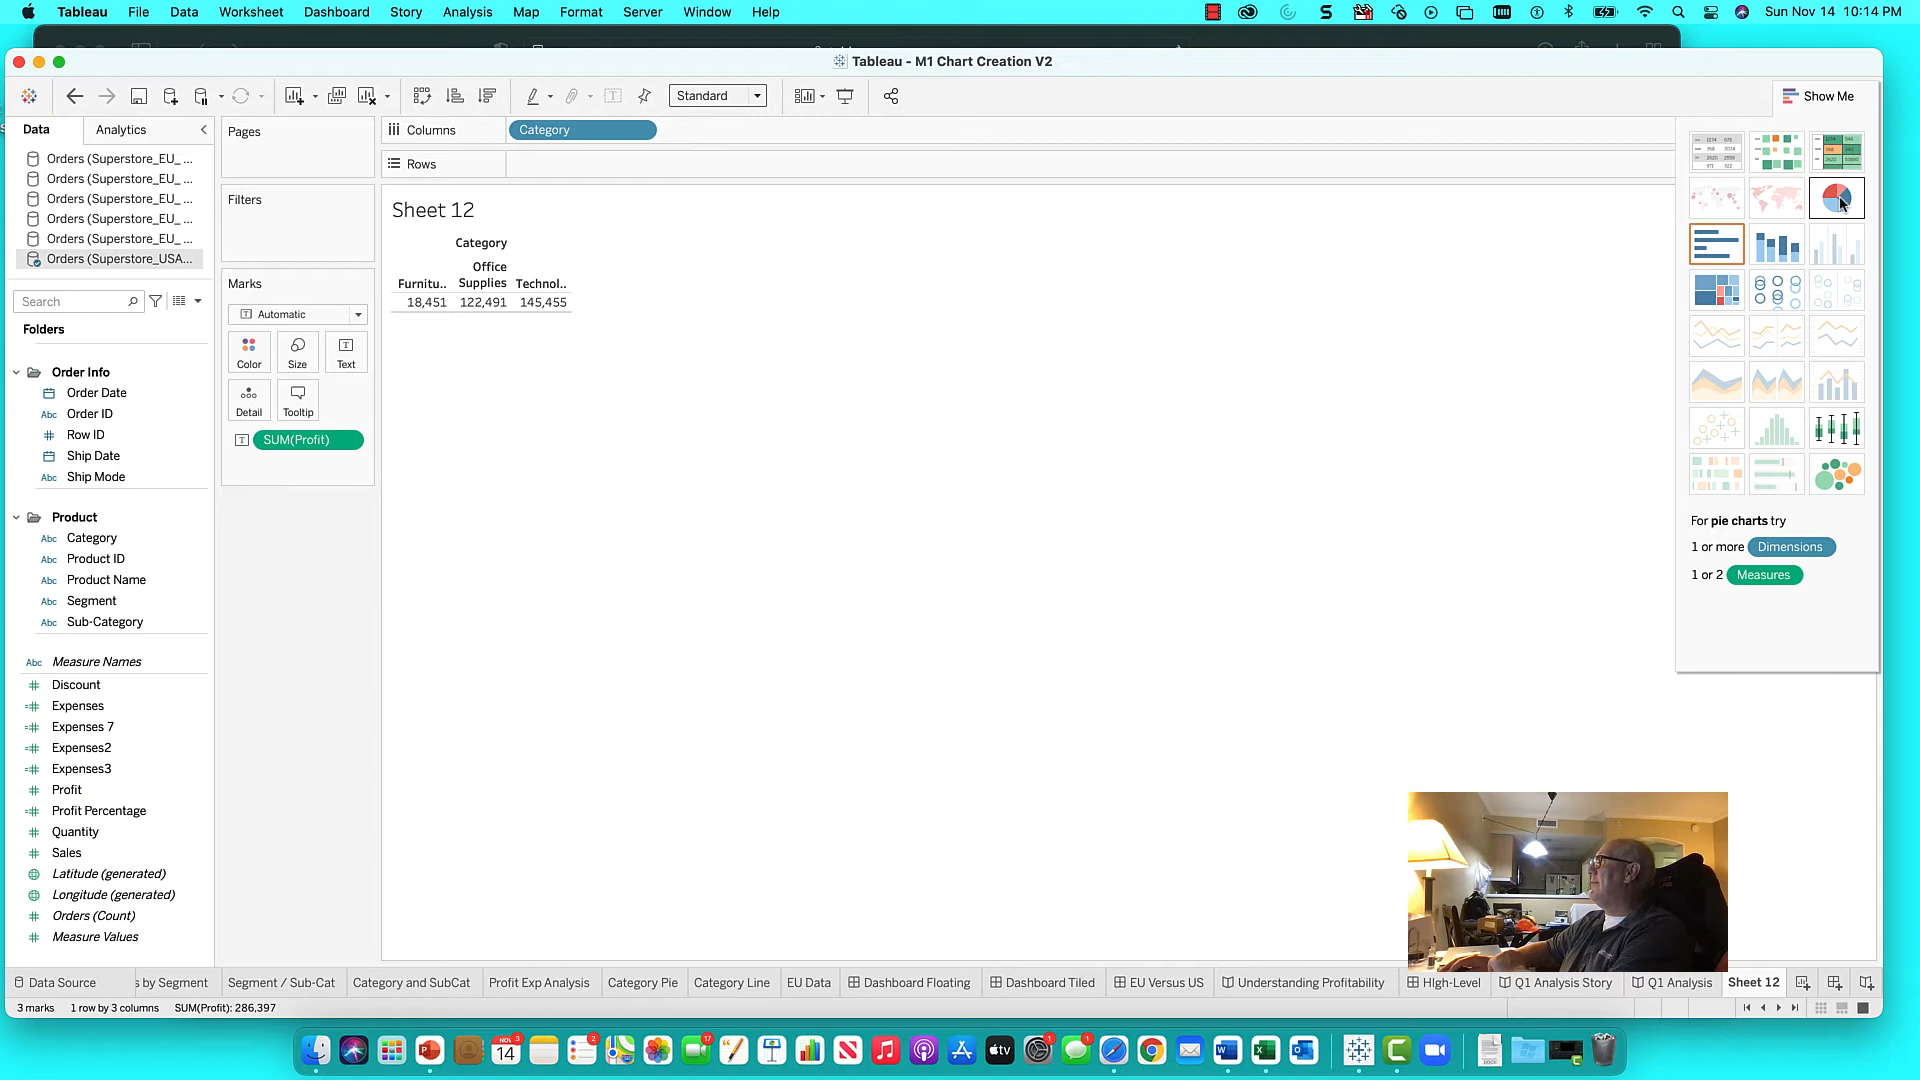 Tableau File Data Worksheet Dashboard Story Analysis Map Format Server Window Help Sun Nov 14 10:14 PM
Tableau - M1 Chart Creation V2
Standard
Show Me
Data Analytics
Pages
Columns Category
Rows
Orders (Superstore_EU_ ...
Orders (Superstore_EU_ ...
Orders (Superstore_EU_ ...
Orders (Superstore_EU_ ...
Orders (Superstore_EU_ ...
Orders (Superstore_USA...
Search
Folders
Order Info
Order Date
Abc Order ID
Row ID
Ship Date
Abc Ship Mode
Product
Abc Category
Abc Product ID
Abc Product Name
Abc Segment
Abc Sub-Category
Abc Measure Names
Discount
Expenses
Expenses 7
Expenses2
Expenses3
Profit
Profit Percentage
Quantity
Sales
Latitude (generated)
Longitude (generated)
Orders (Count)
Measure Values
Filters
Marks
Automatic
Color Size Text
Detail Tooltip
SUM(Profit)
Sheet 12
Category
Furnitu.. Office Supplies Technol..
18,451 122,491 145,455
For pie charts try
1 or more Dimensions
1 or 2 Measures
Data Source s by Segment Segment / Sub-Cat Category and SubCat Profit Exp Analysis Category Pie Category Line EU Data Dashboard Floating Dashboard Tiled EU Versus US Understanding Profitability HIgh-Level Q1 Analysis Story Q1 Analysis Sheet 12
3 marks 1 row by 3 columns SUM(Profit): 286,397